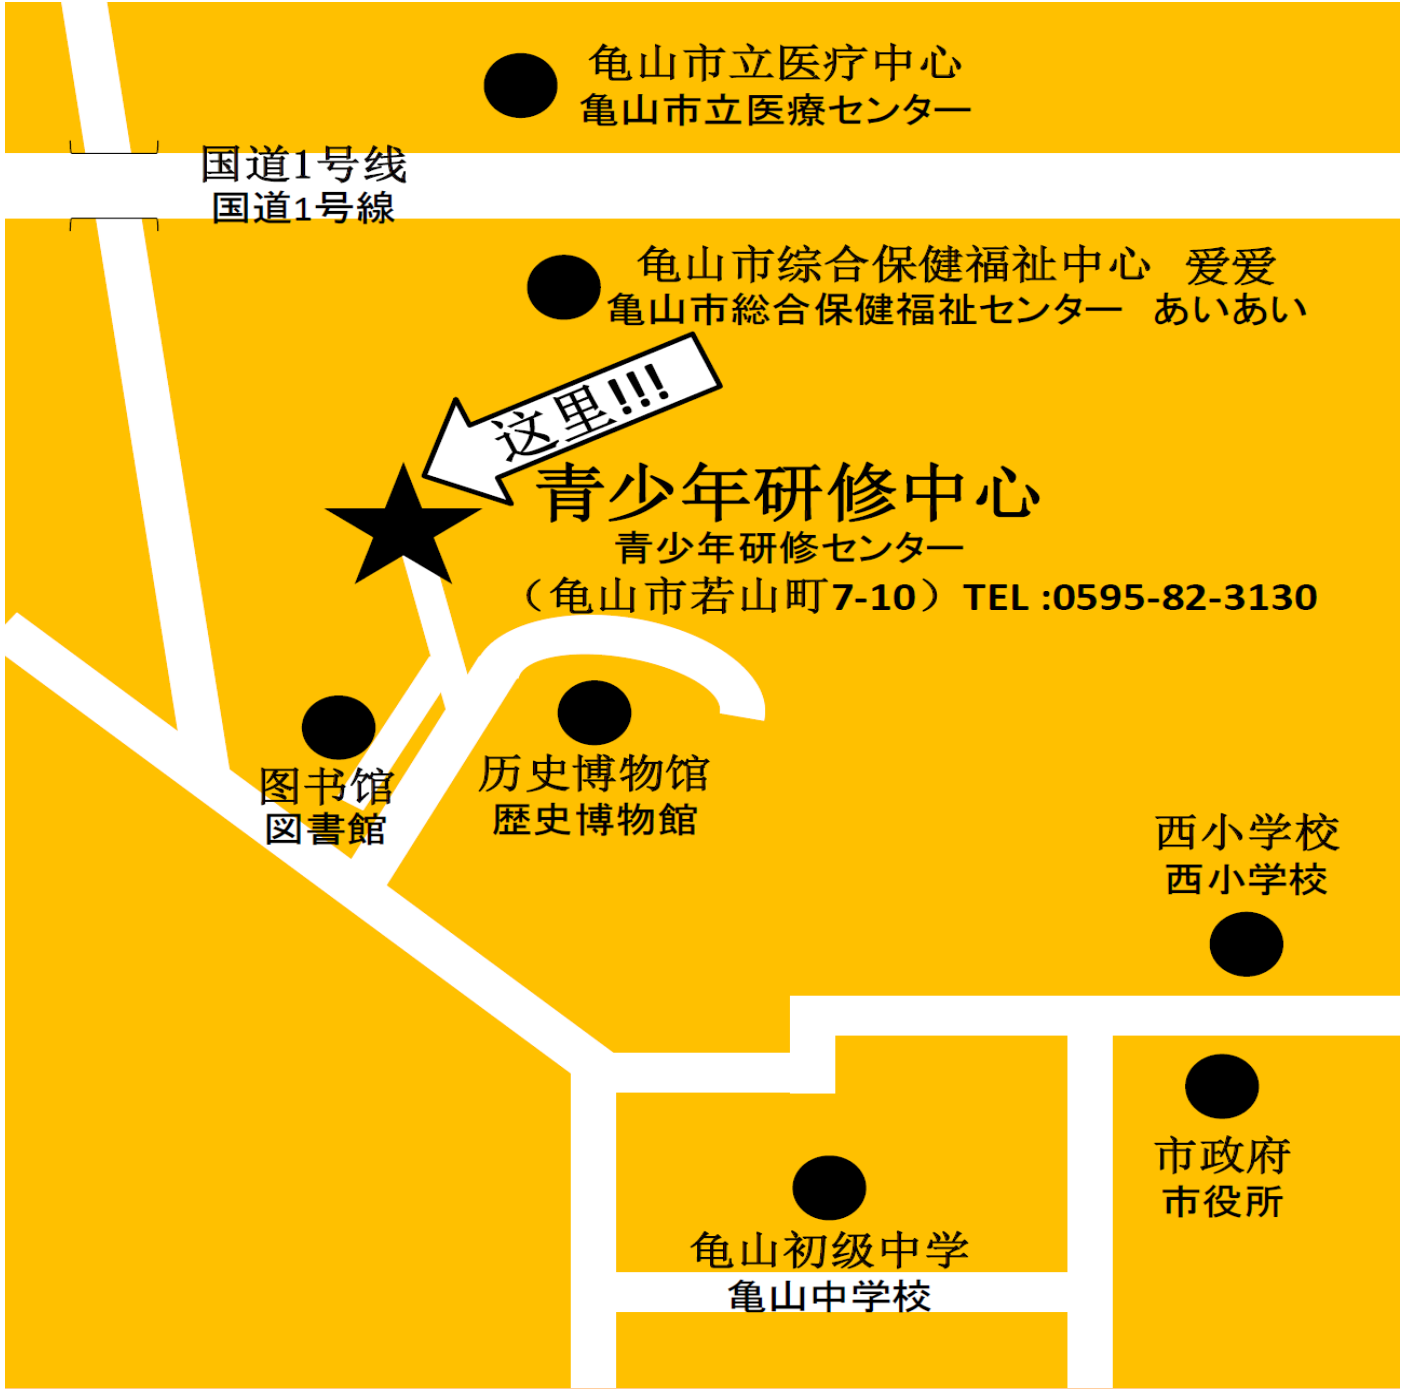 亀山市立医疗中心
亀山市立医療センター
国道1号线
国道1号線
亀山市综合保健福祉中心 爱爱
亀山市総合保健福祉センター あいあい
这里!!!
青少年研修中心
青少年研修センター
（亀山市若山町7-10）TEL :0595-82-3130
图书馆
図書館
历史博物馆
歴史博物館
西小学校
西小学校
市政府
市役所
亀山初级中学
亀山中学校